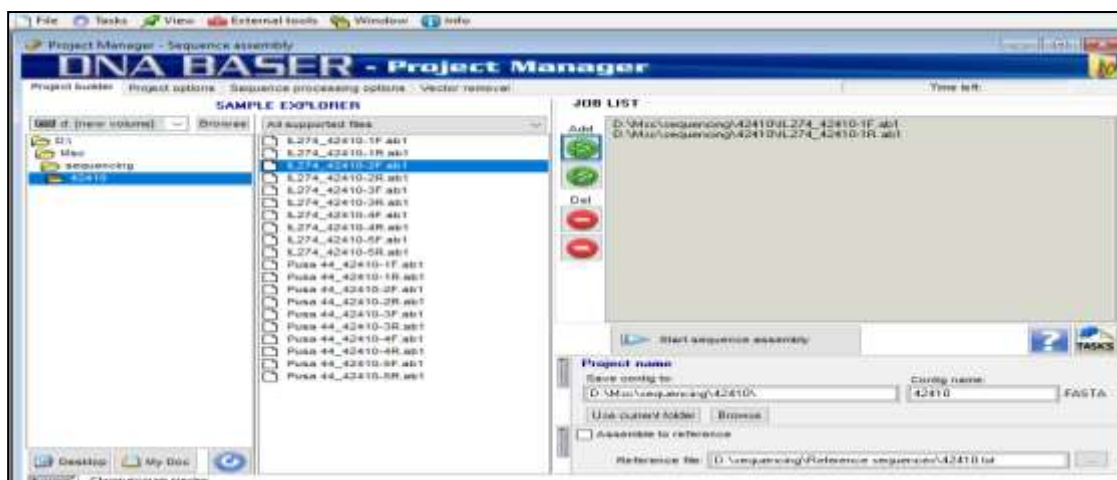 File Tasks View External tools Window Info
Project Manager - Sequence assembly
DNA BASER - Project Manager
Project builder Project options Sequence processing options Vector removal Time left:
SAMPLE EXPLORER
d: [new volume] Browse All supported files
D:\
Msc
sequencing
42410
IL274_42410-1F.ab1
IL274_42410-1R.ab1
IL274_42410-2F.ab1
IL274_42410-2R.ab1
IL274_42410-3F.ab1
IL274_42410-3R.ab1
IL274_42410-4F.ab1
IL274_42410-4R.ab1
IL274_42410-5F.ab1
IL274_42410-5R.ab1
Pusa 44_42410-1F.ab1
Pusa 44_42410-1R.ab1
Pusa 44_42410-2F.ab1
Pusa 44_42410-2R.ab1
Pusa 44_42410-3F.ab1
Pusa 44_42410-3R.ab1
Pusa 44_42410-4F.ab1
Pusa 44_42410-4R.ab1
Pusa 44_42410-5F.ab1
Pusa 44_42410-5R.ab1
Desktop My Doc
JOB LIST
Add
Del
D:\Msc\sequencing\42410\IL274_42410-1F.ab1
D:\Msc\sequencing\42410\IL274_42410-1R.ab1
Start sequence assembly
TASKS
Project name
Save contig to: Contig name:
D:\Msc\sequencing\42410\ 42410 FASTA
Use current folder Browse
Assemble to reference
Reference file: D:\sequencing\Reference sequences\42410.txt